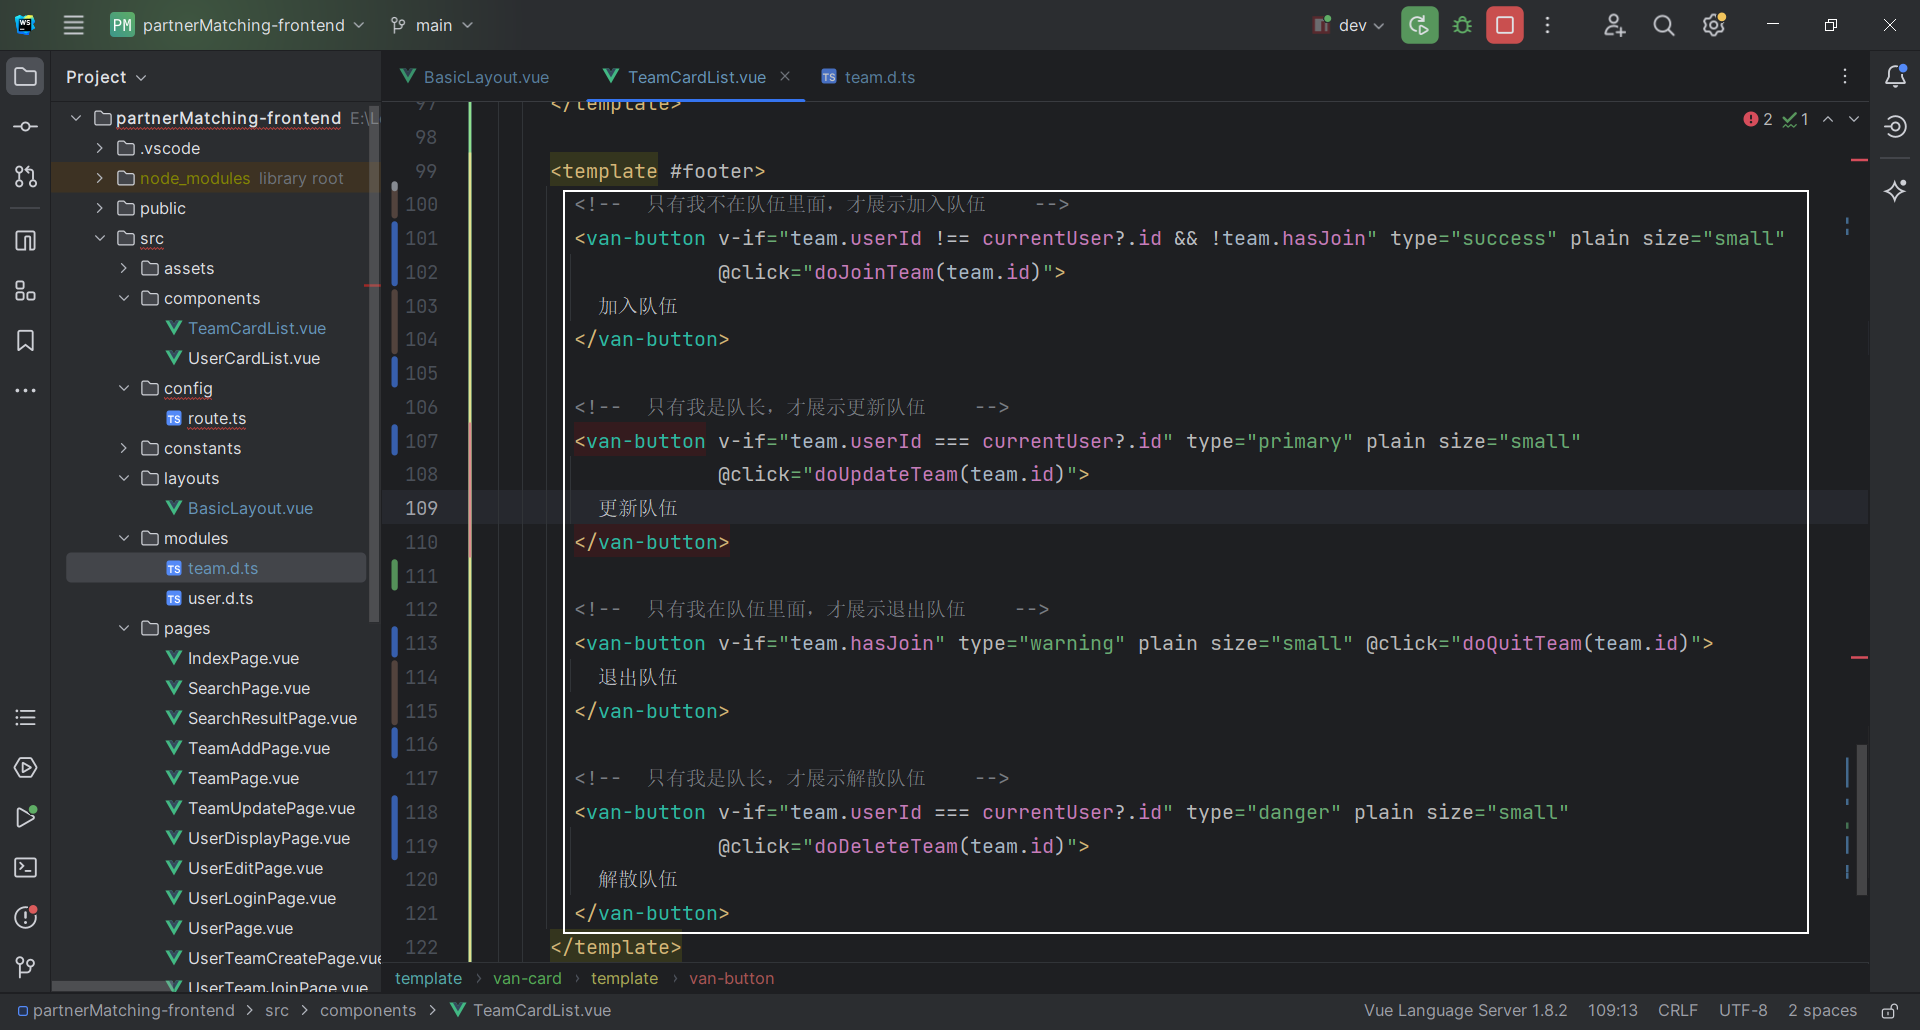 PM partnerMatching-frontend main dev
Project
BasicLayout.vue TeamCardList.vue team.d.ts
partnerMatching-frontend E:\L
.vscode
node_modules library root
public
src
assets
components
TeamCardList.vue
UserCardList.vue
config
route.ts
constants
layouts
BasicLayout.vue
modules
team.d.ts
user.d.ts
pages
IndexPage.vue
SearchPage.vue
SearchResultPage.vue
TeamAddPage.vue
TeamPage.vue
TeamUpdatePage.vue
UserDisplayPage.vue
UserEditPage.vue
UserLoginPage.vue
UserPage.vue
UserTeamCreatePage.vue
UserTeamJoinPage.vue
2 1
97 </template>
98
99 <template #footer>
100 <!-- 只有我不在队伍里面，才展示加入队伍 -->
101 <van-button v-if="team.userId !== currentUser?.id && !team.hasJoin" type="success" plain size="small"
102 @click="doJoinTeam(team.id)">
103 加入队伍
104 </van-button>
105
106 <!-- 只有我是队长，才展示更新队伍 -->
107 <van-button v-if="team.userId === currentUser?.id" type="primary" plain size="small"
108 @click="doUpdateTeam(team.id)">
109 更新队伍
110 </van-button>
111
112 <!-- 只有我在队伍里面，才展示退出队伍 -->
113 <van-button v-if="team.hasJoin" type="warning" plain size="small" @click="doQuitTeam(team.id)">
114 退出队伍
115 </van-button>
116
117 <!-- 只有我是队长，才展示解散队伍 -->
118 <van-button v-if="team.userId === currentUser?.id" type="danger" plain size="small"
119 @click="doDeleteTeam(team.id)">
120 解散队伍
121 </van-button>
122 </template>
template › van-card › template › van-button
partnerMatching-frontend > src > components > TeamCardList.vue
Vue Language Server 1.8.2 109:13 CRLF UTF-8 2 spaces